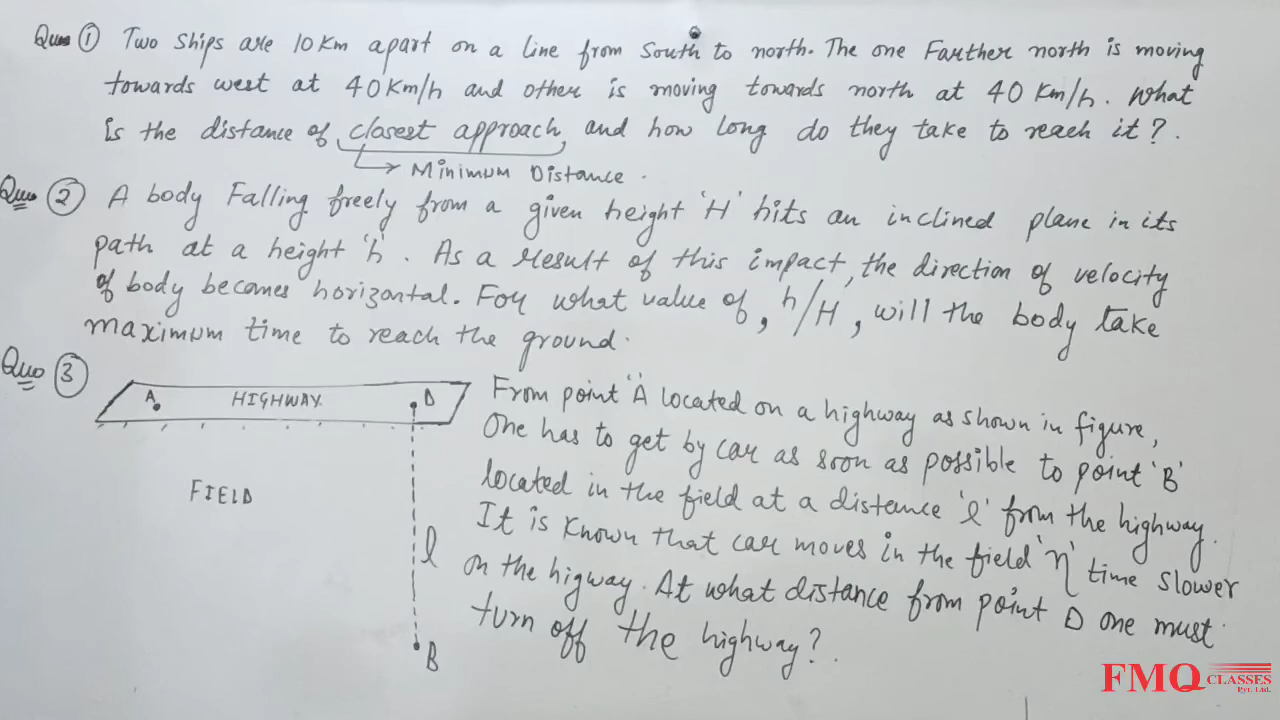 Ques ① Two ships are 10 Km apart on a line from South to north. The one Farther north is moving
towards west at 40 Km/h and other is moving towards north at 40 Km/h. What
is the distance of closest approach, and how long do they take to reach it?.
→ Minimum Distance.
Ques ② A body Falling freely from a given height 'H' hits an inclined plane in its
path at a height 'h'. As a result of this impact, the direction of velocity
of body becomes horizontal. For what value of, h/H, will the body take
maximum time to reach the ground.
Ques ③
A HIGHWAY D
FIELD
l
B
From point 'A' located on a highway as shown in figure,
One has to get by car as soon as possible to point 'B'
located in the field at a distance 'l' from the highway.
It is known that car moves in the field 'η' time slower
on the higway. At what distance from point D one must
turn off the highway?.
FMQ CLASSES
Pvt. Ltd.